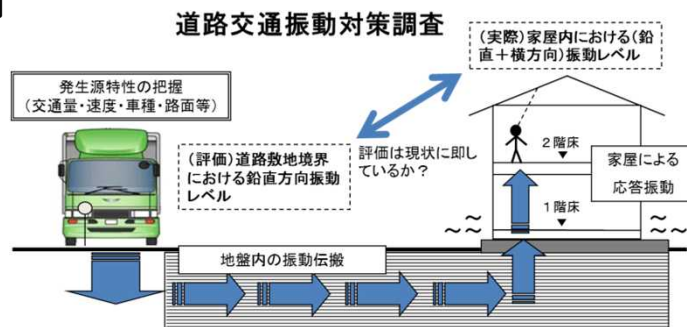 道路交通振動対策調査
発生源特性の把握
(交通量・速度・車種・路面等)
(評価)道路敷地境界
における鉛直方向振動
レベル
評価は現状に即し
ているか?
(実際)家屋内における(鉛
直+横方向)振動レベル
2階床
家屋による
応答振動
1階床
地盤内の振動伝搬